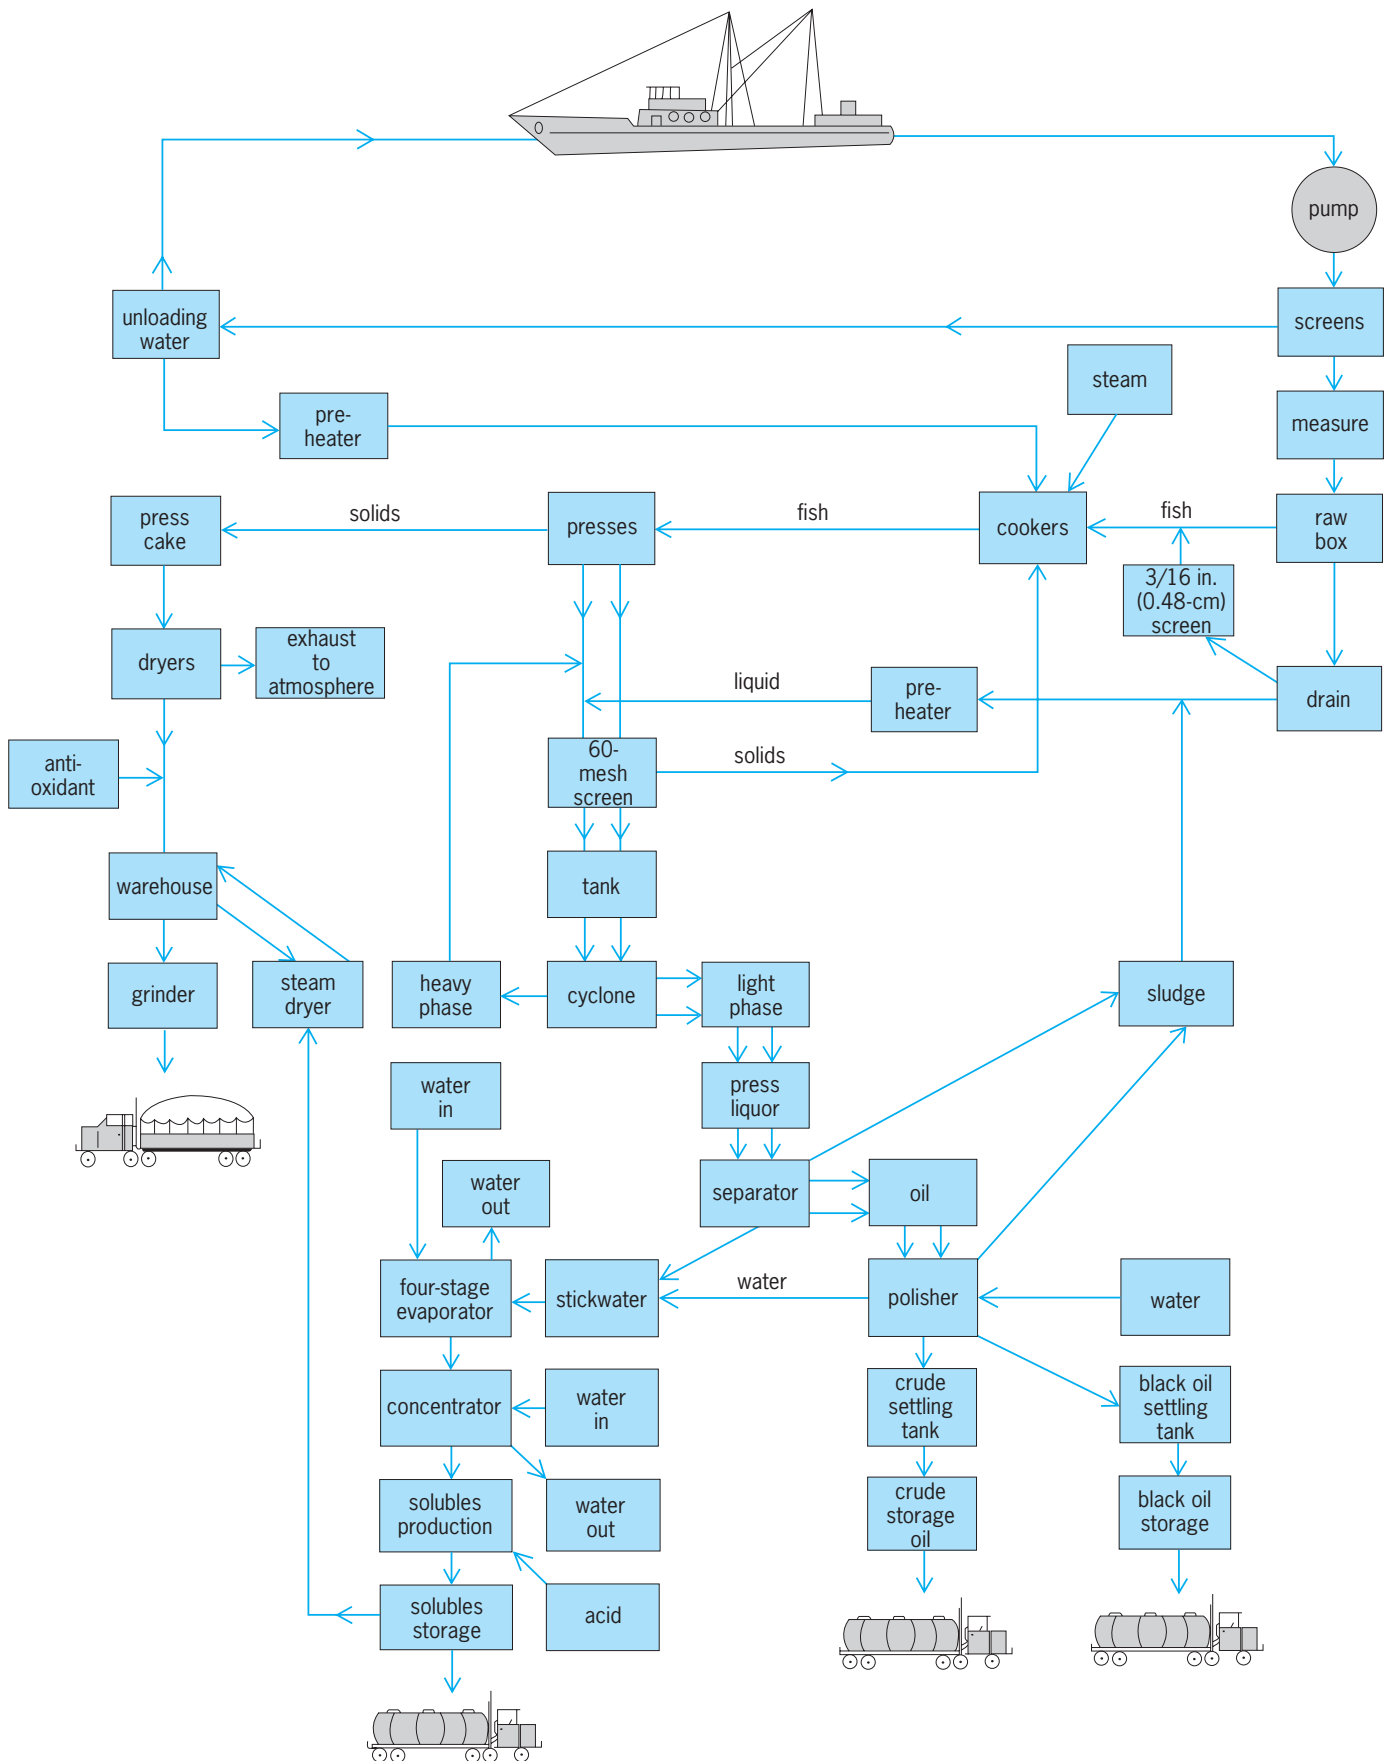 pump
unloading
water
screens
steam
pre-
heater
measure
press
cake
solids
presses
fish
cookers
fish
raw
box
3/16 in.
(0.48-cm)
screen
dryers
exhaust
to
atmosphere
liquid
pre-
heater
drain
anti-
oxidant
60-
mesh
screen
solids
warehouse
tank
grinder
steam
dryer
heavy
phase
cyclone
light
phase
sludge
water
in
press
liquor
water
out
separator
oil
four-stage
evaporator
stickwater
water
polisher
water
concentrator
water
in
crude
settling
tank
black oil
settling
tank
solubles
production
water
out
crude
storage
oil
black oil
storage
solubles
storage
acid